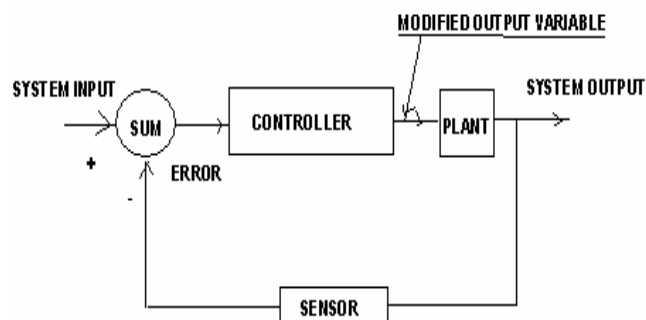 MODIFIED OUTPUT VARIABLE
SYSTEM INPUT
SYSTEM OUTPUT
SUM
CONTROLLER
PLANT
+
ERROR
-
SENSOR